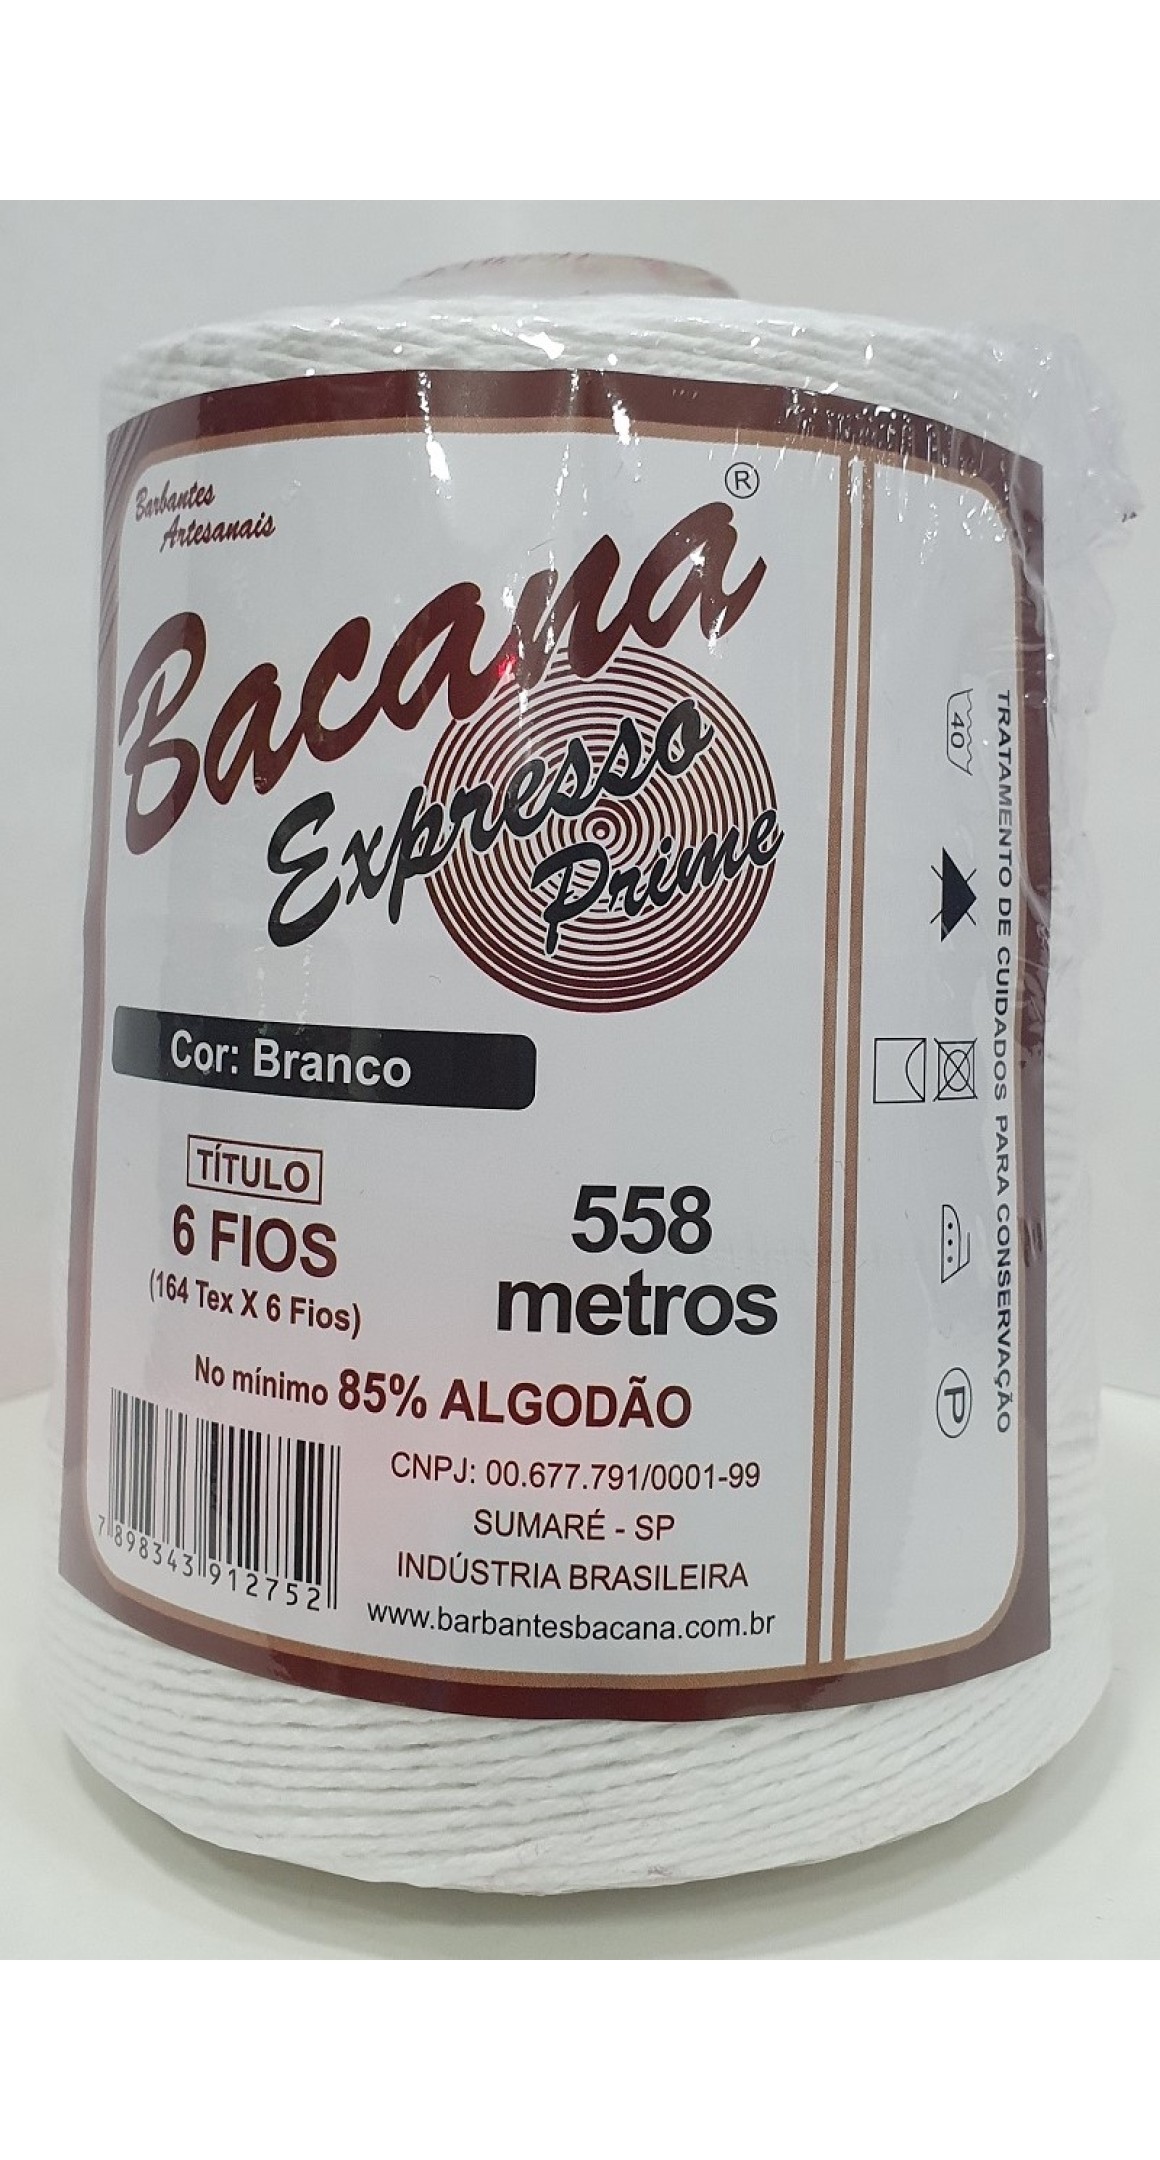 Barbantes
Artesanais
Bacana®
Expresso
Prime
Cor: Branco
TÍTULO
6 FIOS
(164 Tex X 6 Fios)
558
metros
No mínimo 85% ALGODÃO
CNPJ: 00.677.791/0001-99
SUMARÉ - SP
INDÚSTRIA BRASILEIRA
www.barbantesbacana.com.br
7898343912752
TRATAMENTO DE CUIDADOS PARA CONSERVAÇÃO
40
P